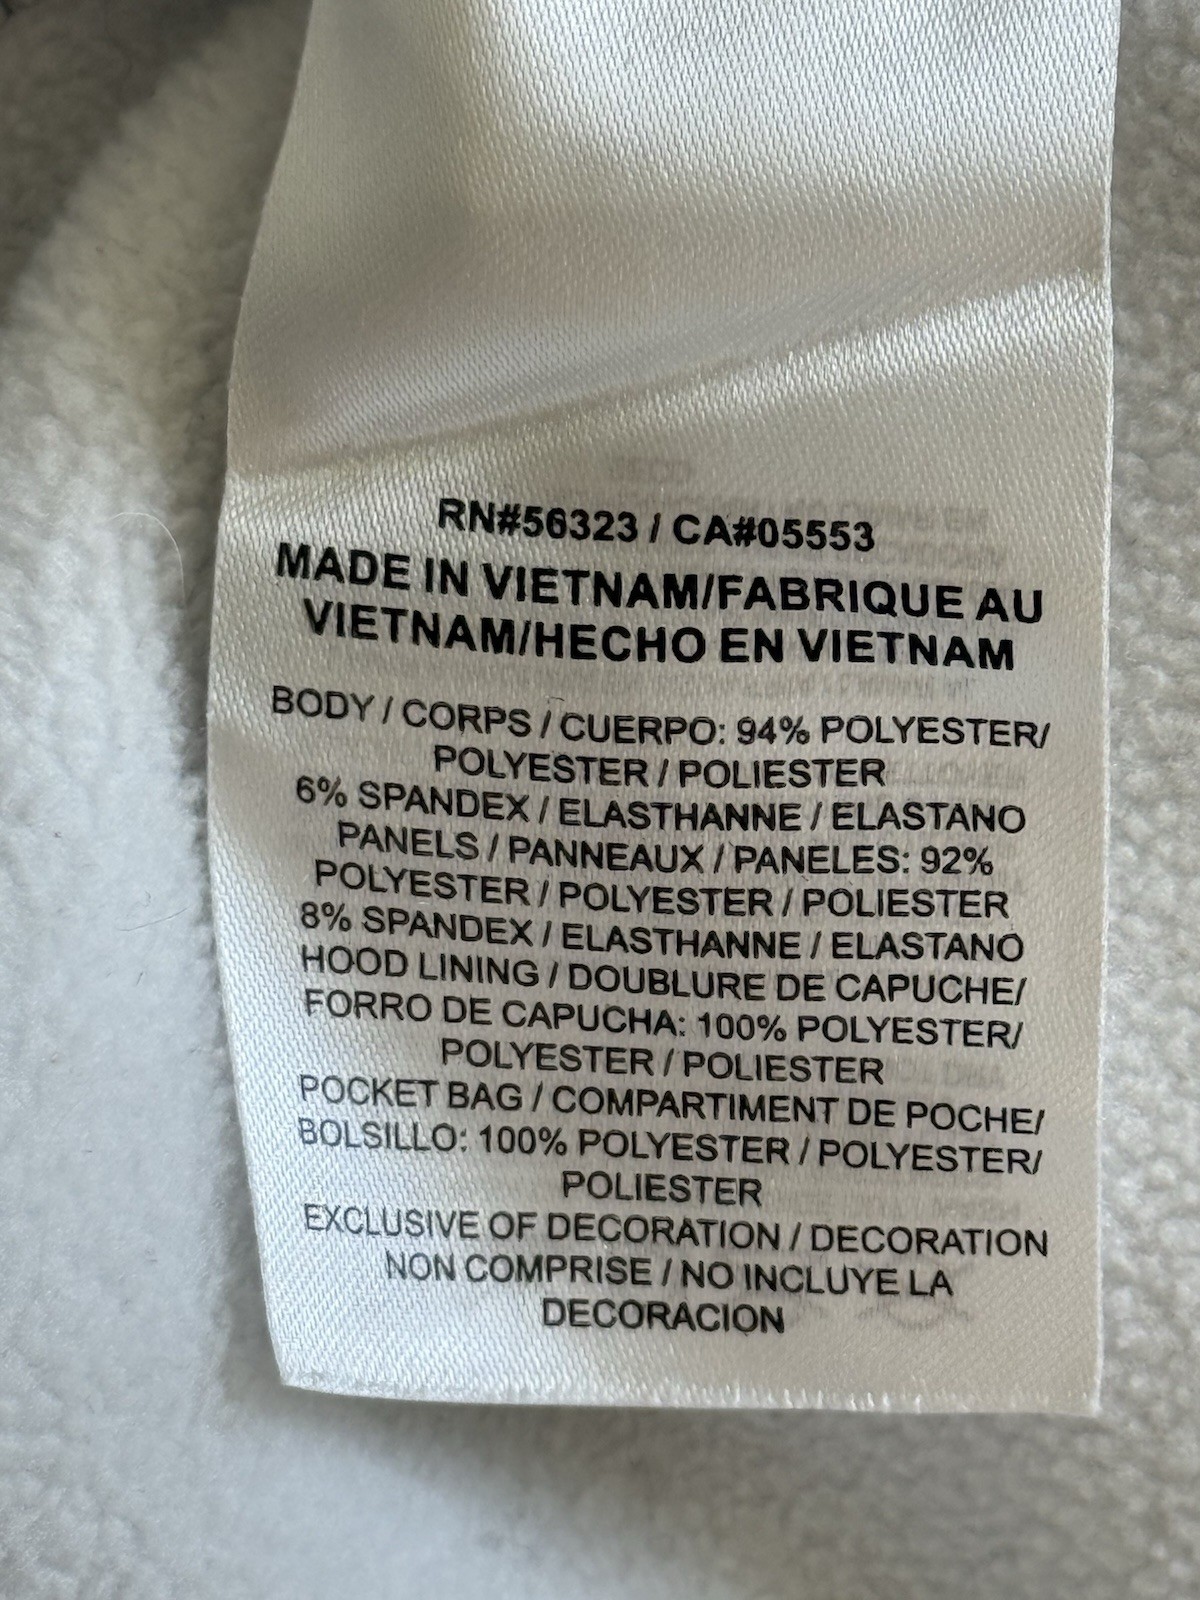 RN#56323 / CA#05553
MADE IN VIETNAM/FABRIQUE AU
VIETNAM/HECHO EN VIETNAM
BODY / CORPS / CUERPO: 94% POLYESTER/
POLYESTER / POLIESTER
6% SPANDEX / ELASTHANNE / ELASTANO
PANELS / PANNEAUX / PANELES: 92%
POLYESTER / POLYESTER / POLIESTER
8% SPANDEX / ELASTHANNE / ELASTANO
HOOD LINING / DOUBLURE DE CAPUCHE/
FORRO DE CAPUCHA: 100% POLYESTER/
POLYESTER / POLIESTER
POCKET BAG / COMPARTIMENT DE POCHE/
BOLSILLO: 100% POLYESTER / POLYESTER/
POLIESTER
EXCLUSIVE OF DECORATION / DECORATION
NON COMPRISE / NO INCLUYE LA
DECORACION